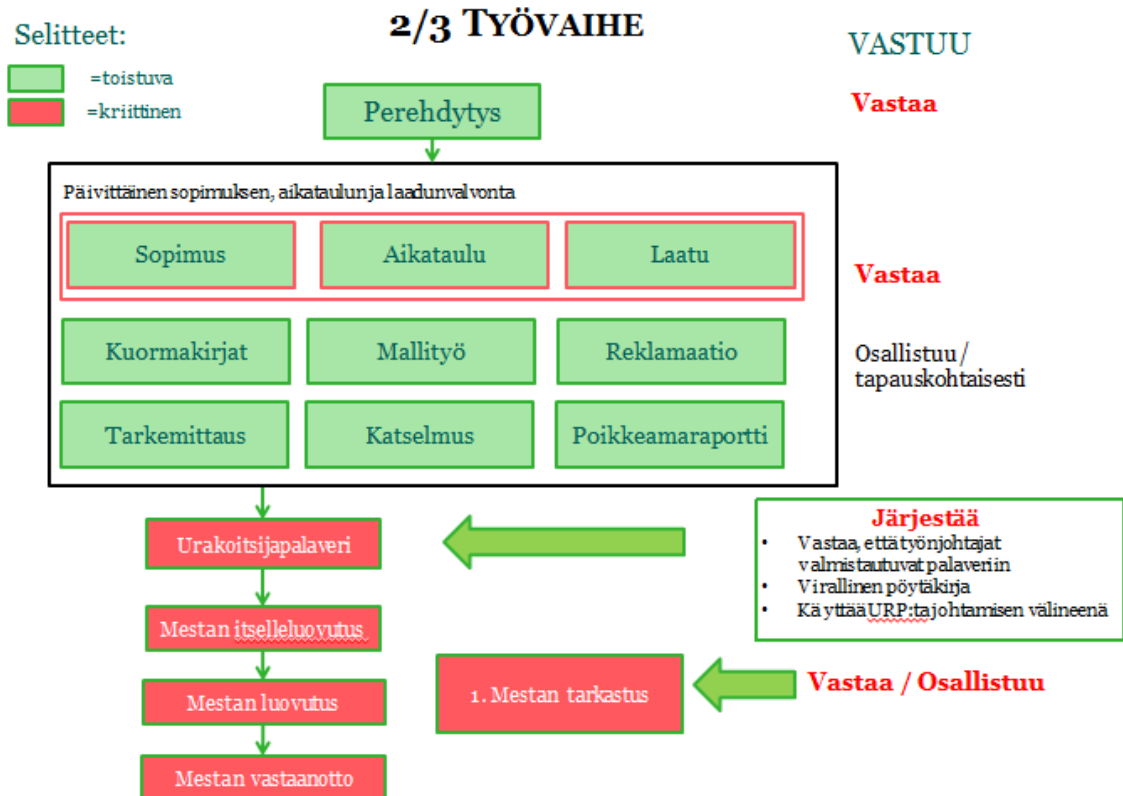 2/3 TYÖVAIHE
Selitteet:
VASTUU
=toistuva
=kriittinen
Perehdytys
Vastaa
Päivittäinen sopimuksen, aikataulun ja laadunvalvonta
Sopimus
Aikataulu
Laatu
Vastaa
Kuormakirjat
Mallityö
Reklamaatio
Osallistuu /
tapauskohtaisesti
Tarkemittaus
Katselmus
Poikkeamaraportti
Urakoitsijapalaveri
Järjestää
• Vastaa, että työnjohtajat
valmistautuvat palaveriin
• Virallinen pöytäkirja
• Käyttää URP:ta johtamisen välineenä
Mestan itselleluovutus
1. Mestan tarkastus
Vastaa / Osallistuu
Mestan luovutus
Mestan vastaanotto